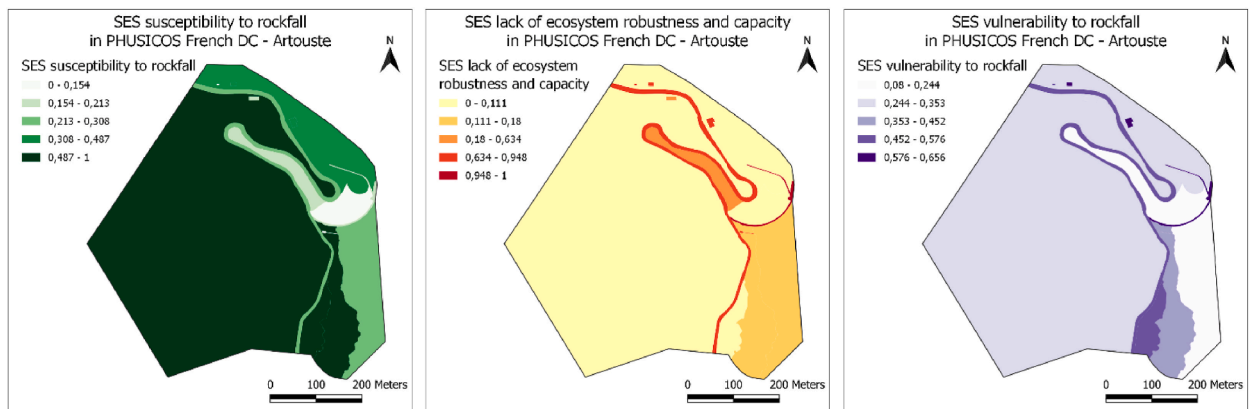 SES susceptibility to rockfall
in PHUSICOS French DC - Artouste
N
SES susceptibility to rockfall
0 - 0,154
0,154 - 0,213
0,213 - 0,308
0,308 - 0,487
0,487 - 1
0 100 200 Meters
SES lack of ecosystem robustness and capacity
in PHUSICOS French DC - Artouste
N
SES lack of ecosystem
robustness and capacity
0 - 0,111
0,111 - 0,18
0,18 - 0,634
0,634 - 0,948
0,948 - 1
0 100 200 Meters
SES vulnerability to rockfall
in PHUSICOS French DC - Artouste
N
SES vulnerability to rockfall
0,08 - 0,244
0,244 - 0,353
0,353 - 0,452
0,452 - 0,576
0,576 - 0,656
0 100 200 Meters